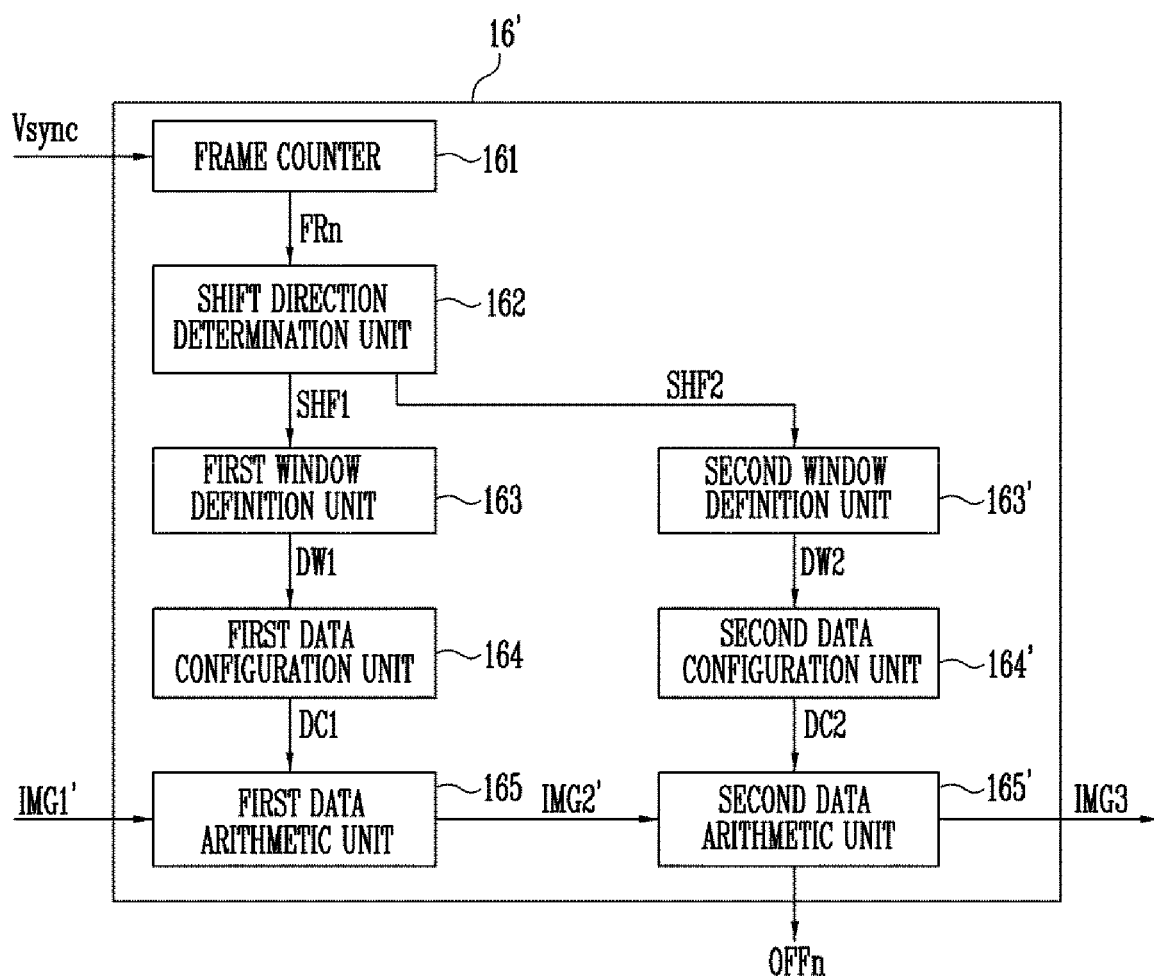 16'
Vsync
FRAME COUNTER
161
FRn
SHIFT DIRECTION
DETERMINATION UNIT
162
SHF1
SHF2
FIRST WINDOW
DEFINITION UNIT
163
SECOND WINDOW
DEFINITION UNIT
163'
DW1
DW2
FIRST DATA
CONFIGURATION UNIT
164
SECOND DATA
CONFIGURATION UNIT
164'
DC1
DC2
IMG1'
FIRST DATA
ARITHMETIC UNIT
165
IMG2'
SECOND DATA
ARITHMETIC UNIT
165'
IMG3
OFFn